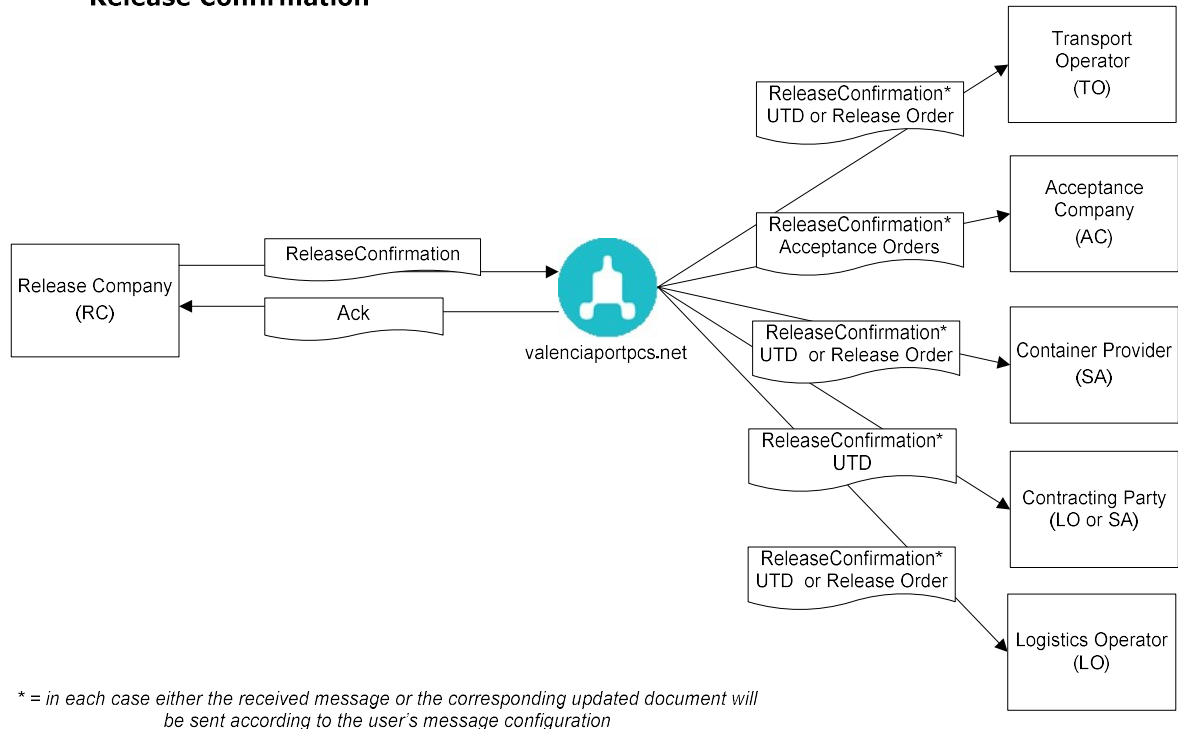 Release Confirmation
Transport
Operator
(TO)
ReleaseConfirmation*
UTD or Release Order
Acceptance
Company
(AC)
ReleaseConfirmation*
Acceptance Orders
ReleaseConfirmation
Release Company
(RC)
Ack
valenciaportpcs.net
ReleaseConfirmation*
UTD  or Release Order
Container Provider
(SA)
ReleaseConfirmation*
UTD
Contracting Party
(LO or SA)
ReleaseConfirmation*
UTD  or Release Order
Logistics Operator
(LO)
* = in each case either the received message or the corresponding updated document will
be sent according to the user's message configuration